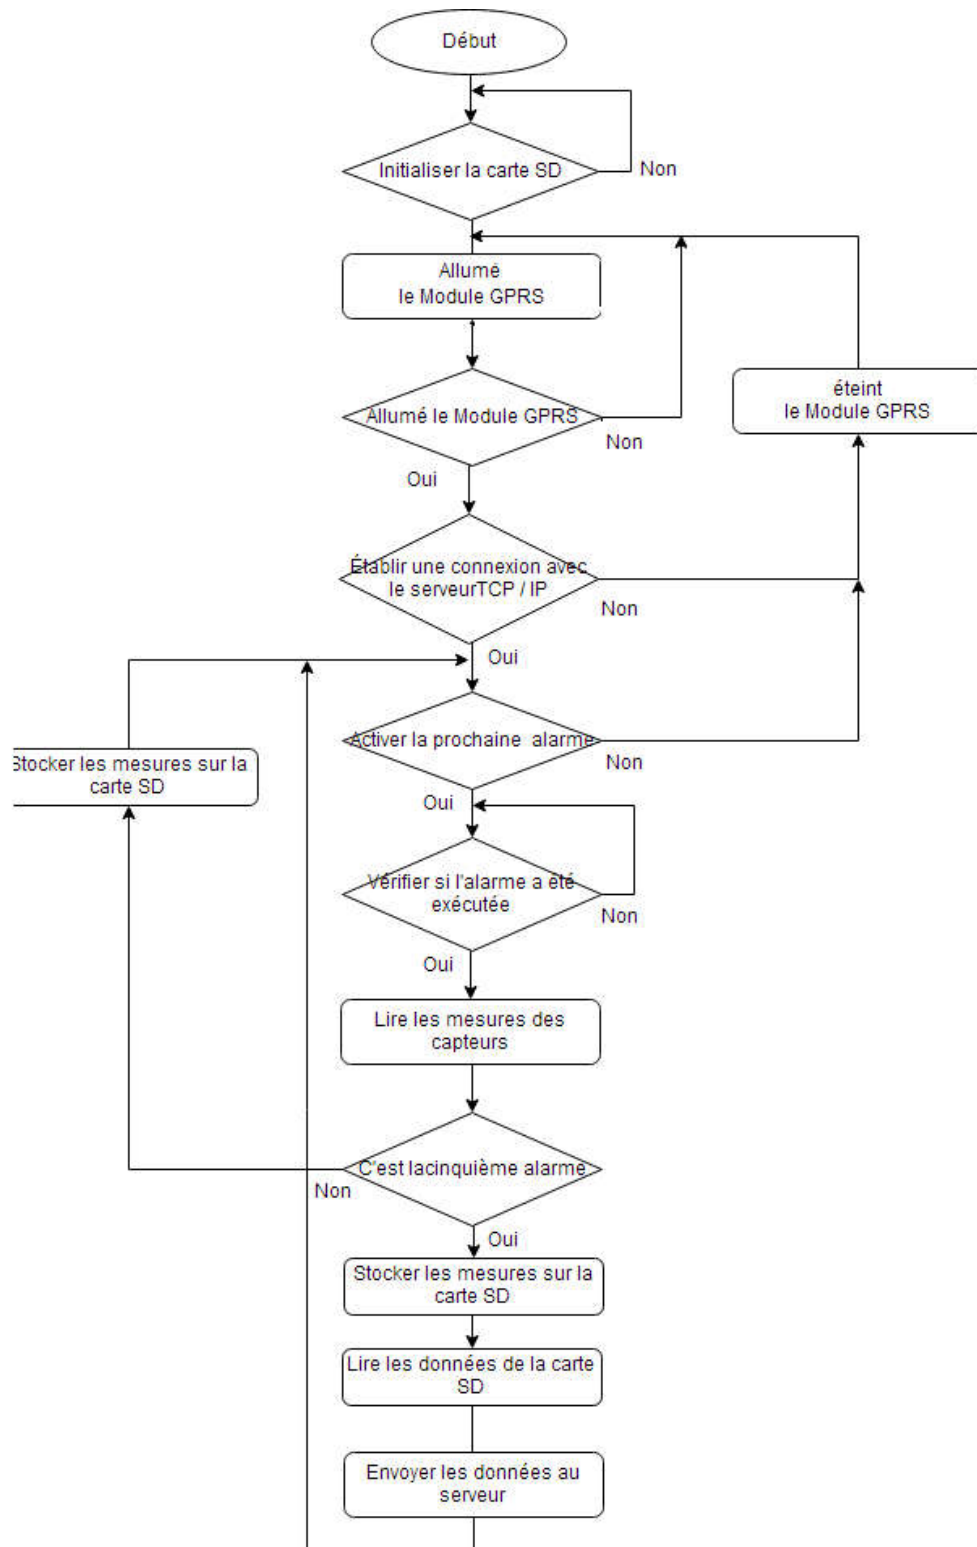 Début
Initialiser la carte SD
Non
Allumé
le Module GPRS
éteint
le Module GPRS
Allumé le Module GPRS
Non
Oui
Établir une connexion avec
le serveurTCP / IP
Non
Oui
Activer la prochaine alarme
Non
Stocker les mesures sur la
carte SD
Oui
Vérifier si l'alarme a été
exécutée
Non
Oui
Lire les mesures des
capteurs
C'est lacinquième alarme
Non
Oui
Stocker les mesures sur la
carte SD
Lire les données de la carte
SD
Envoyer les données au
serveur